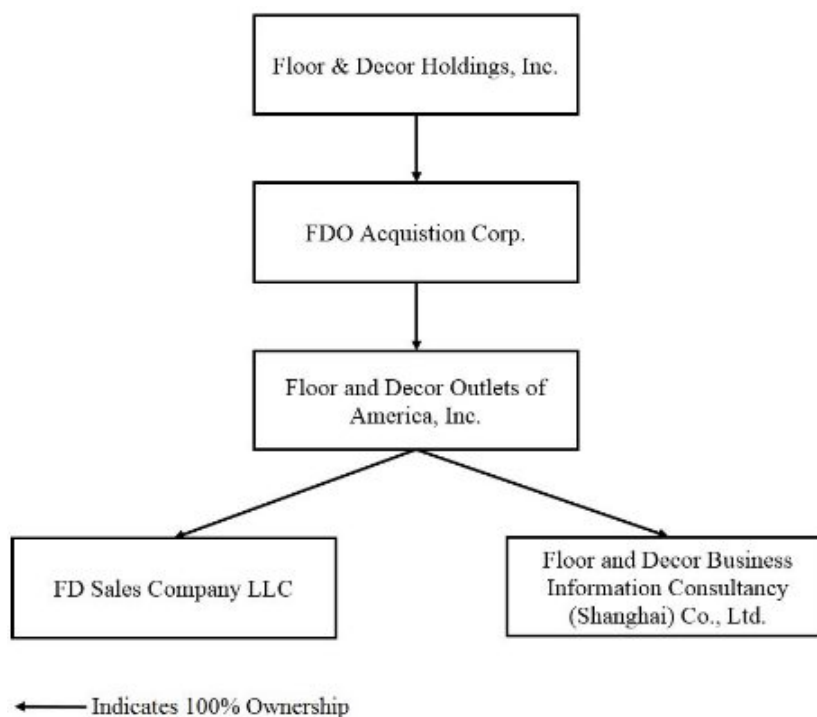 Floor & Decor Holdings, Inc.
FDO Acquistion Corp.
Floor and Decor Outlets of
America, Inc.
FD Sales Company LLC
Floor and Decor Business
Information Consultancy
(Shanghai) Co., Ltd.
Indicates 100% Ownership